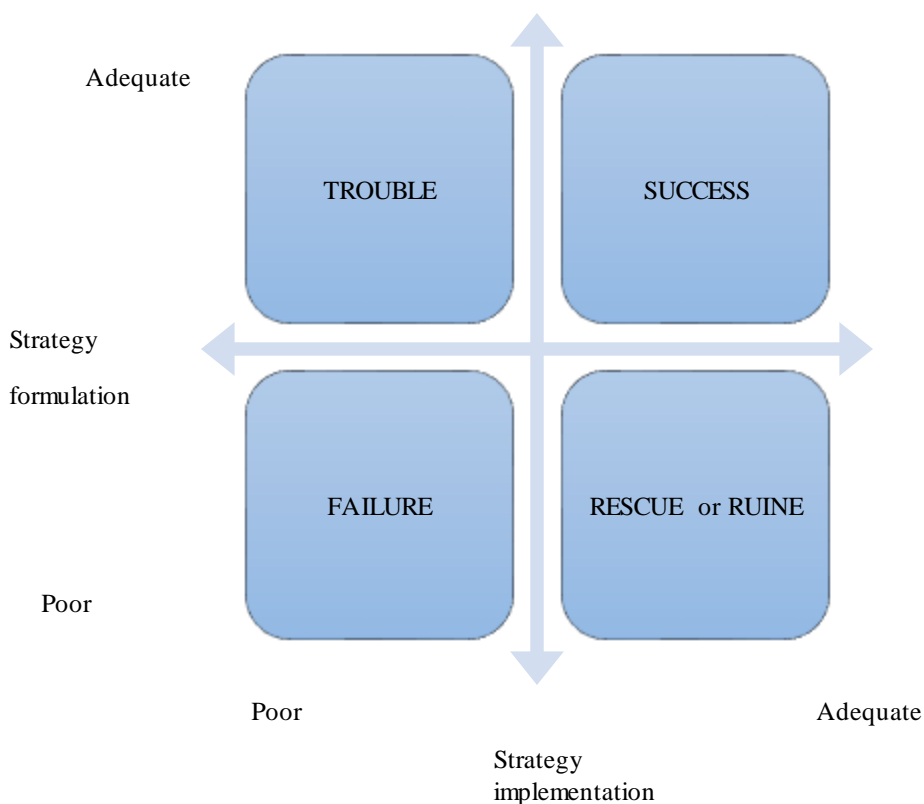 Adequate
TROUBLE
SUCCESS
Strategy
formulation
FAILURE
RESCUE or RUINE
Poor
Poor
Adequate
Strategy
implementation